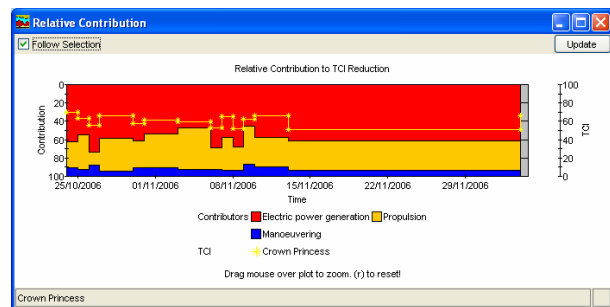 Relative Contribution
Follow Selection
Update
Relative Contribution to TCI Reduction
0
20
40
60
80
100
Contribution
100
80
60
40
20
0
TCI
25/10/2006 01/11/2006 08/11/2006 15/11/2006 22/11/2006 29/11/2006
Time
Contributors Electric power generation Propulsion
Manoeuvering
TCI Crown Princess
Drag mouse over plot to zoom. (r) to reset!
Crown Princess